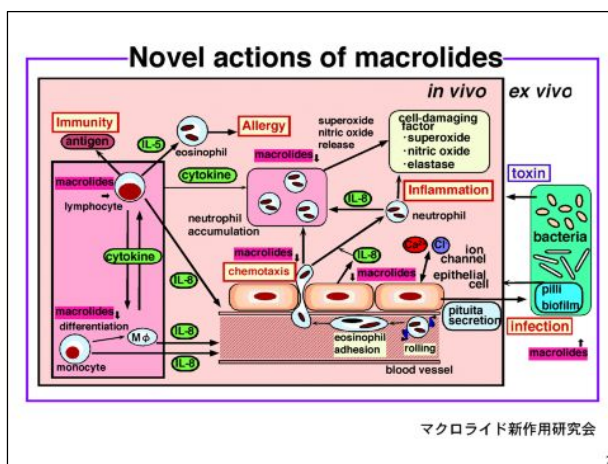 Novel actions of macrolides
in vivo
ex vivo
Immunity
antigen
IL-5
eosinophil
Allergy
superoxide
nitric oxide
release
macrolides
cell-damaging
factor
・superoxide
・nitric oxide
・elastase
macrolides
lymphocyte
cytokine
neutrophil
accumulation
IL-8
Inflammation
neutrophil
toxin
bacteria
pilli
biofilm
infection
macrolides
cytokine
IL-8
macrolides
chemotaxis
IL-8
macrolides
Cl⁻
ion
channel
epithelial
cell
pituita
secretion
macrolides
differentiation
Mφ
monocyte
IL-8
IL-8
eosinophil
adhesion
rolling
blood vessel
マクロライド新作用研究会